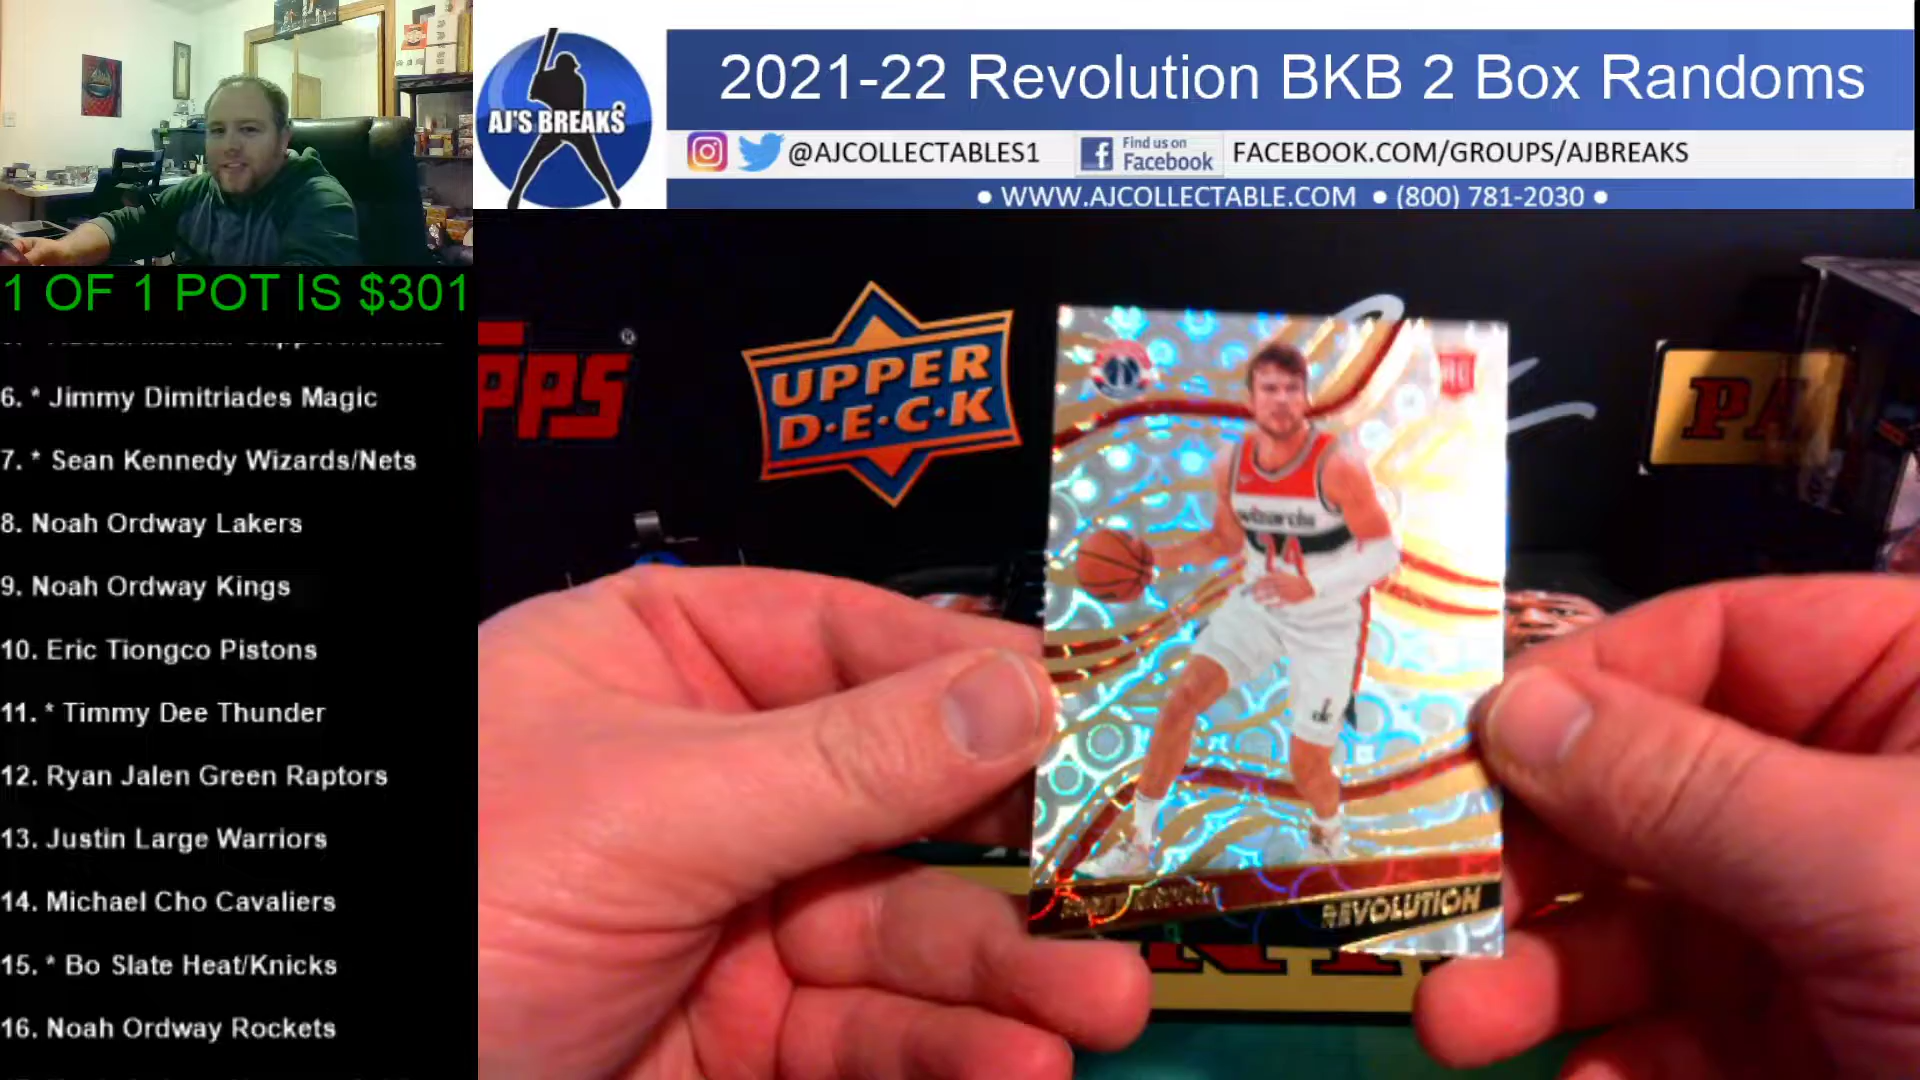 2021-22 Revolution BKB 2 Box Randoms
AJ'S BREAKS
@AJCOLLECTABLES1
Find us on
Facebook
FACEBOOK.COM/GROUPS/AJBREAKS
• WWW.AJCOLLECTABLE.COM • (800) 781-2030 •
1 OF 1 POT IS $301
6. * Jimmy Dimitriades Magic
7. * Sean Kennedy Wizards/Nets
8. Noah Ordway Lakers
9. Noah Ordway Kings
10. Eric Tiongco Pistons
11. * Timmy Dee Thunder
12. Ryan Jalen Green Raptors
13. Justin Large Warriors
14. Michael Cho Cavaliers
15. * Bo Slate Heat/Knicks
16. Noah Ordway Rockets
UPPER
D·E·C·K
wizards
REVOLUTION